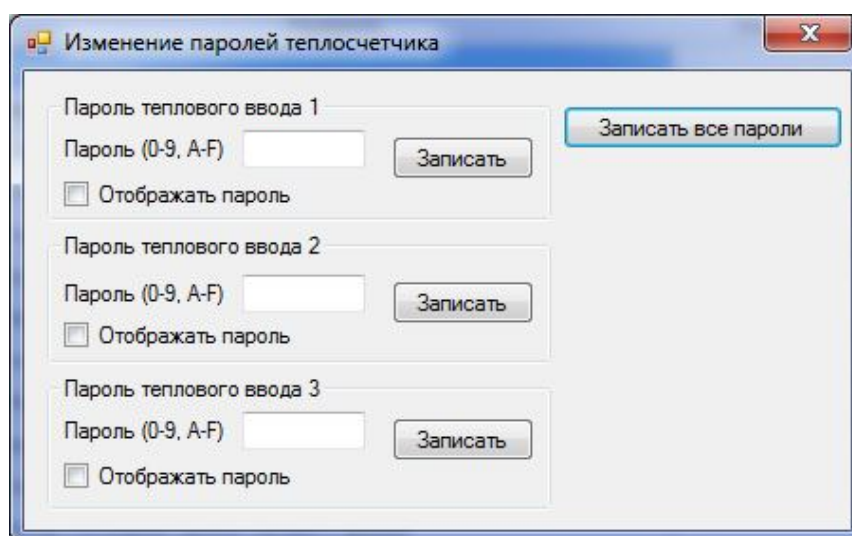 Изменение паролей теплосчетчика
Пароль теплового ввода 1
Записать все пароли
Пароль (0-9, A-F)
Записать
Отображать пароль
Пароль теплового ввода 2
Пароль (0-9, A-F)
Записать
Отображать пароль
Пароль теплового ввода 3
Пароль (0-9, A-F)
Записать
Отображать пароль